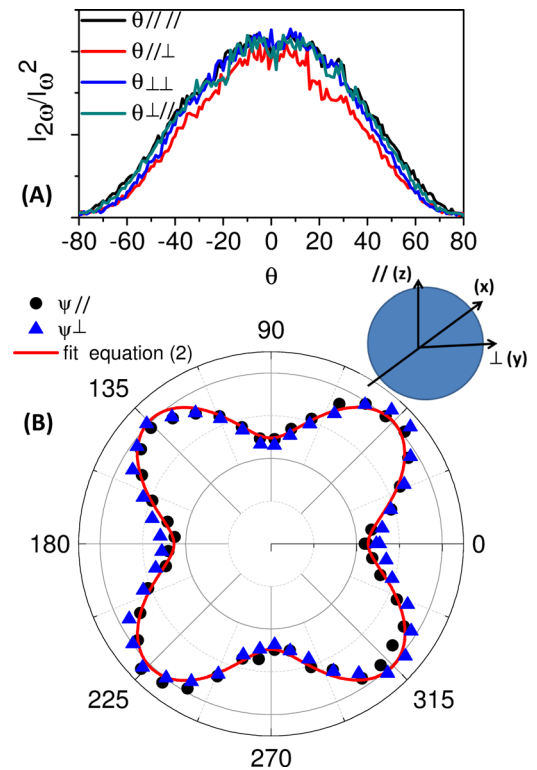 θ////
θ//⊥
θ⊥⊥
θ⊥//
I2ω/Iω²
(A)
-80 -60 -40 -20 0 20 40 60 80
θ
ψ//
ψ⊥
fit equation (2)
// (z)
(x)
⊥ (y)
(B)
90
135
180
0
225
315
270